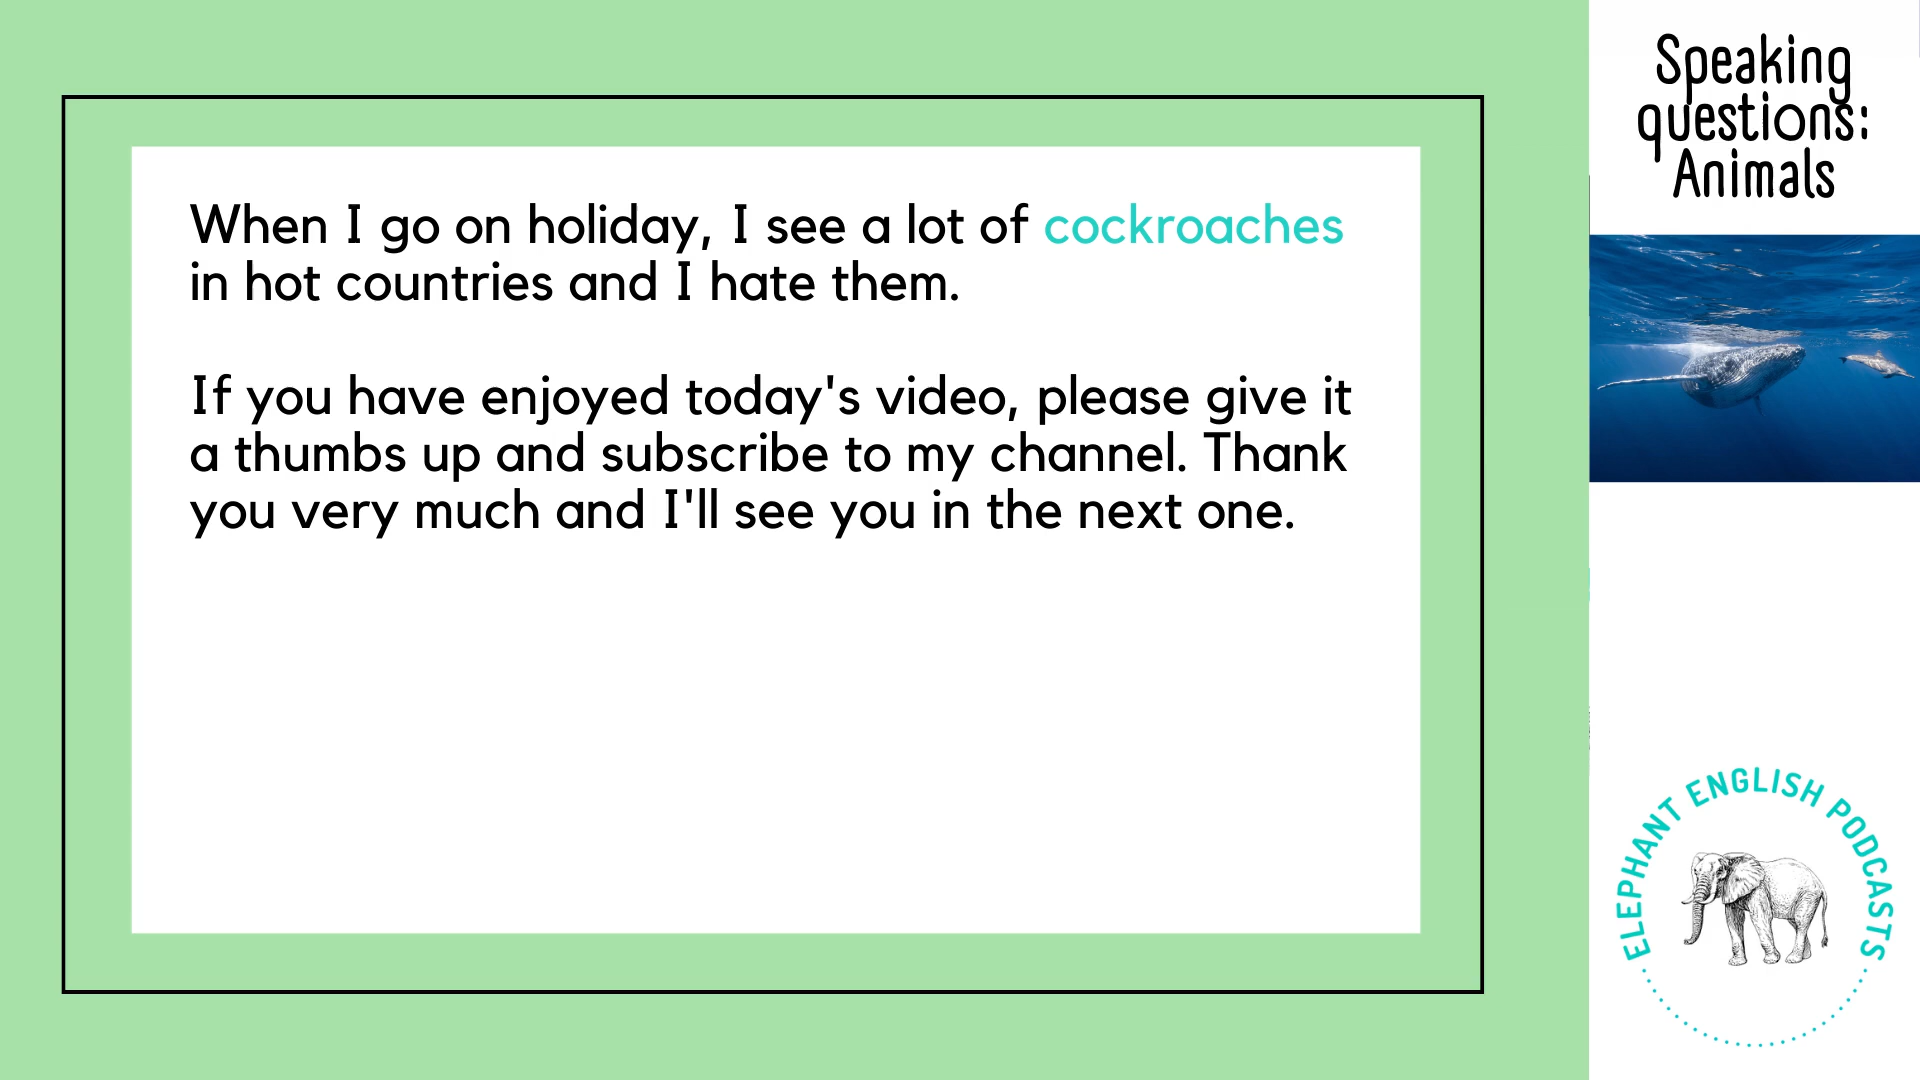 When I go on holiday, I see a lot of cockroaches
in hot countries and I hate them.
If you have enjoyed today's video, please give it
a thumbs up and subscribe to my channel. Thank
you very much and I'll see you in the next one.
Speaking
questions:
Animals
ELEPHANT ENGLISH PODCASTS